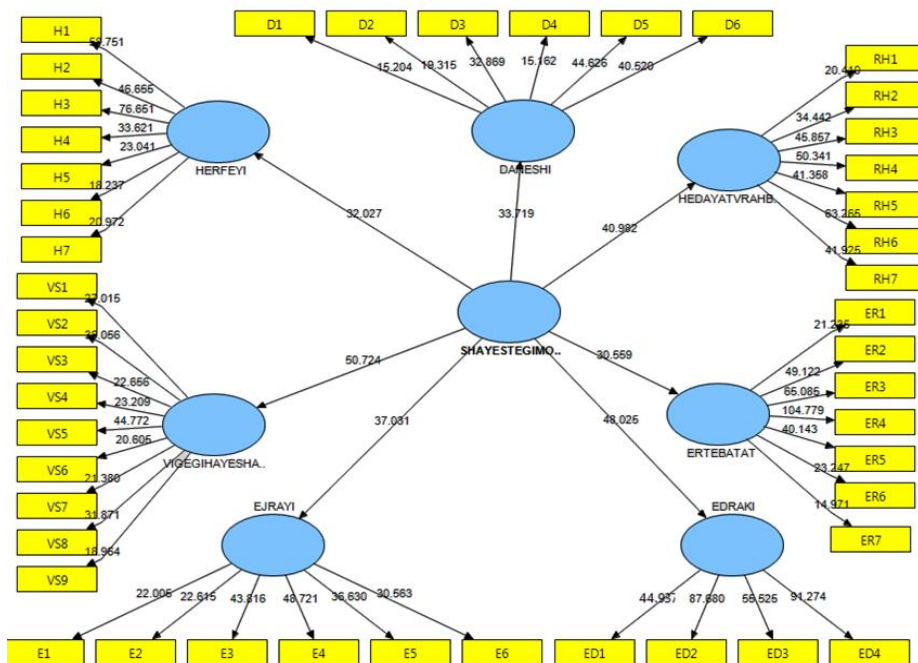 H1
H2
H3
H4
H5
H6
H7
46.655
76.651
33.621
23.041
18.237
20.972
HERFEYI
D1
D2
D3
D4
D5
D6
15.204
19.315
32.869
15.162
44.626
40.520
DANESHI
RH1
RH2
RH3
RH4
RH5
RH6
RH7
20.410
34.442
45.857
50.341
41.358
63.265
41.925
HEDAYATVRAHB..
32.027
33.719
40.982
SHAYESTEGIMO..
50.724
37.031
48.025
30.559
VS1
VS2
VS3
VS4
VS5
VS6
VS7
VS8
VS9
27.015
22.656
23.209
44.772
20.605
21.380
31.871
18.964
VIGEGIHAYESHA..
ER1
ER2
ER3
ER4
ER5
ER6
ER7
49.122
65.085
104.779
40.143
23.247
14.971
ERTEBATAT
EJRAYI
22.005
22.615
43.816
48.721
36.630
30.563
E1
E2
E3
E4
E5
E6
EDRAKI
44.937
87.680
55.525
91.274
ED1
ED2
ED3
ED4